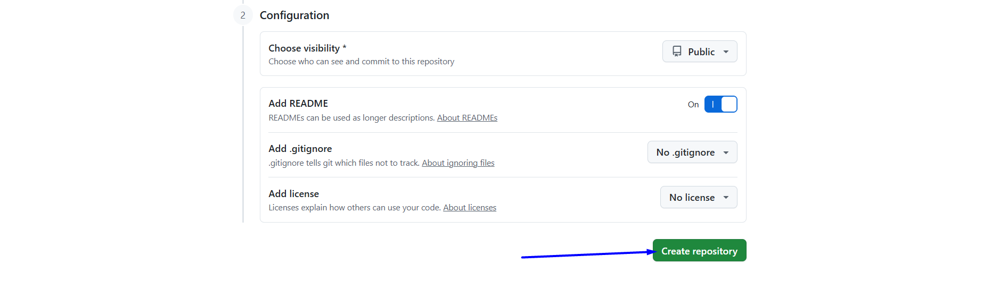 2
Configuration
Choose visibility *
Choose who can see and commit to this repository
Public
Add README
READMEs can be used as longer descriptions. About READMEs
On
Add .gitignore
.gitignore tells git which files not to track. About ignoring files
No .gitignore
Add license
Licenses explain how others can use your code. About licenses
No license
Create repository